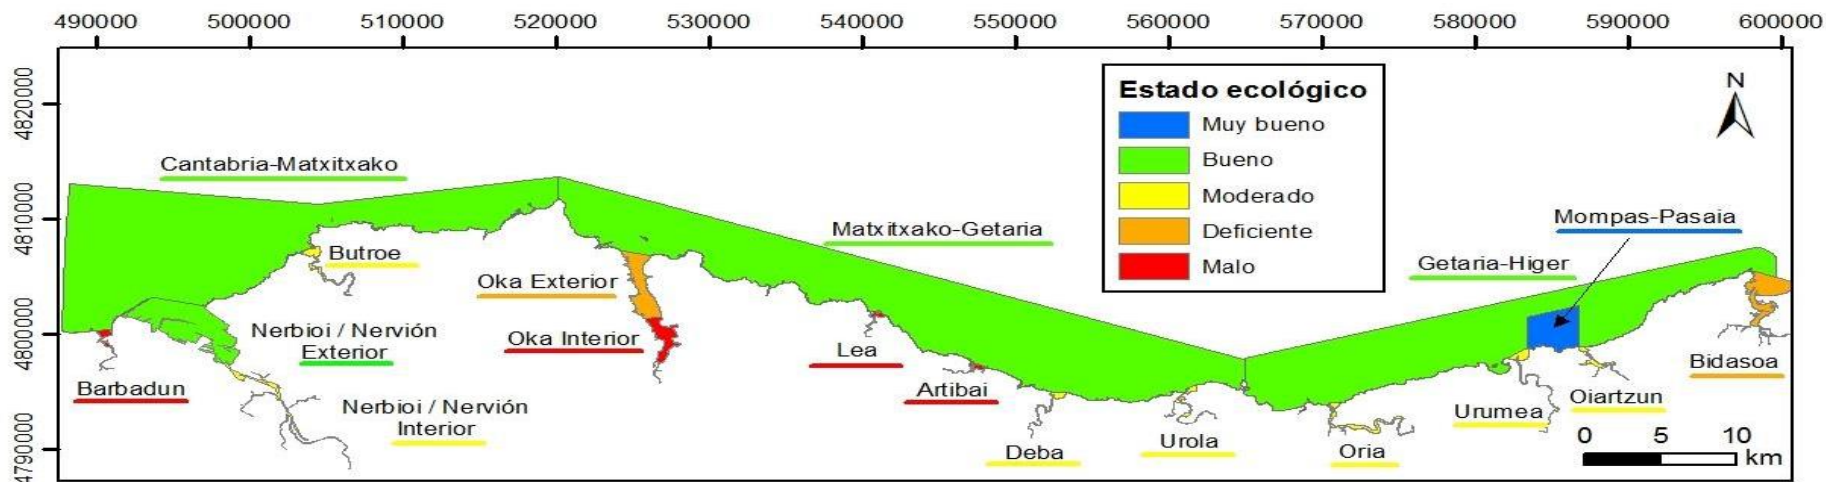 490000 500000 510000 520000 530000 540000 550000 560000 570000 580000 590000 600000
4820000
4810000
4800000
4790000
Estado ecológico
Muy bueno
Bueno
Moderado
Deficiente
Malo
N
Cantabria-Matxitxako
Butroe
Nerbioi / Nervión
Exterior
Barbadun
Nerbioi / Nervión
Interior
Oka Exterior
Oka Interior
Matxitxako-Getaria
Lea
Artibai
Deba
Urola
Oria
Getaria-Higer
Mompas-Pasaia
Urumea
Oiartzun
Bidasoa
0 5 10
km